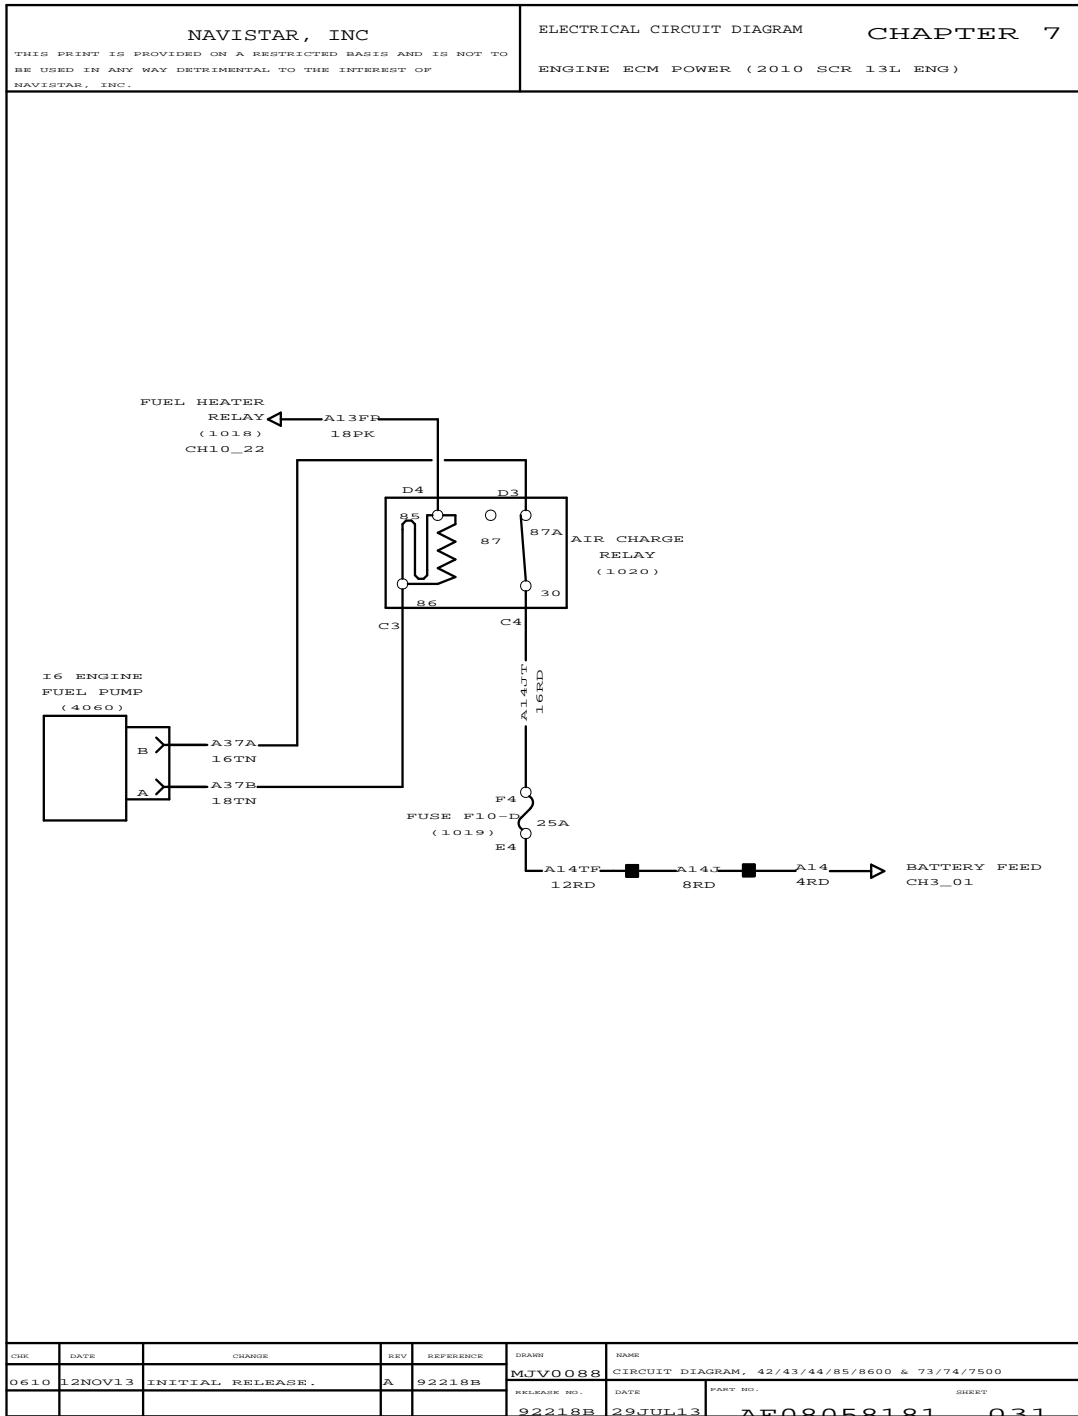 NAVISTAR, INC
THIS PRINT IS PROVIDED ON A RESTRICTED BASIS AND IS NOT TO
BE USED IN ANY WAY DETRIMENTAL TO THE INTEREST OF
NAVISTAR, INC.
ELECTRICAL CIRCUIT DIAGRAM
CHAPTER 7
ENGINE ECM POWER (2010 SCR 13L ENG)
FUEL HEATER
RELAY
(1018)
CH10_22
A13FP
18PK
D4
D3
85
87
87A
30
86
C3
C4
AIR CHARGE
RELAY
(1020)
A14JT
16RD
I6 ENGINE
FUEL PUMP
(4060)
B
A37A
16TN
A
A37B
18TN
F4
FUSE F10-D
(1019)
25A
E4
A14TF
12RD
A14J
8RD
A14
4RD
BATTERY FEED
CH3_01
CHK DATE CHANGE REV REFERENCE
0610 12NOV13 INITIAL RELEASE. A 92218B
DRAWN
MJV0088
NAME
CIRCUIT DIAGRAM, 42/43/44/85/8600 & 73/74/7500
RELEASE NO.
92218B
DATE
29JUL13
PART NO.
AF08058181
SHEET
031